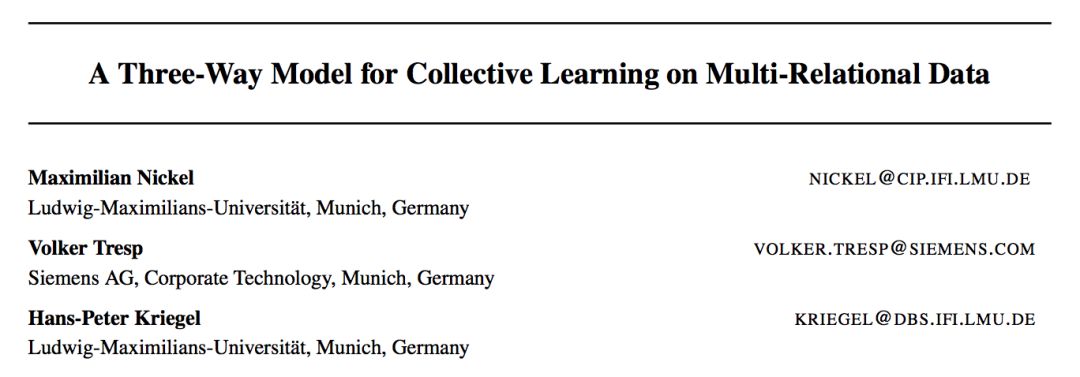 A Three-Way Model for Collective Learning on Multi-Relational Data
Maximilian Nickel NICKEL@CIP.IFI.LMU.DE
Ludwig-Maximilians-Universität, Munich, Germany
Volker Tresp VOLKER.TRESP@SIEMENS.COM
Siemens AG, Corporate Technology, Munich, Germany
Hans-Peter Kriegel KRIEGEL@DBS.IFI.LMU.DE
Ludwig-Maximilians-Universität, Munich, Germany